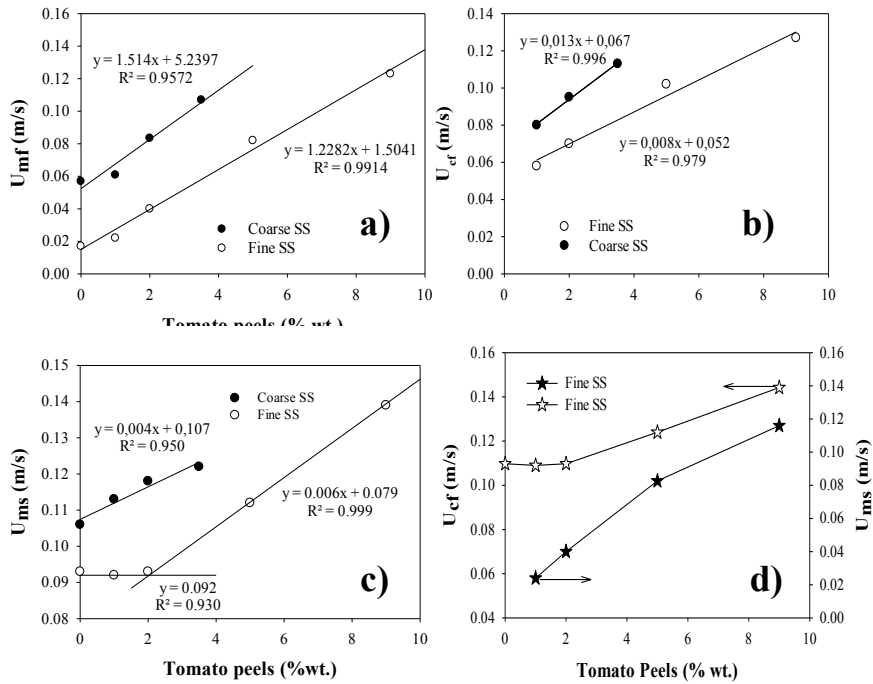 0.16
0.14
0.12
0.10
0.08
0.06
0.04
0.02
0.00
U_mf (m/s)
y = 1.514x + 5.2397
R² = 0.9572
y = 1.2282x + 1.5041
R² = 0.9914
Coarse SS
Fine SS
a)
0 2 4 6 8 10
Tomato peels (% wt.)
0.14
0.12
0.10
0.08
0.06
0.04
0.02
0.00
U_cf (m/s)
y = 0,013x + 0,067
R² = 0.996
y = 0,008x + 0,052
R² = 0.979
Fine SS
Coarse SS
b)
0 2 4 6 8 10
0.15
0.14
0.13
0.12
0.11
0.10
0.09
0.08
U_ms (m/s)
Coarse SS
Fine SS
y = 0,004x + 0,107
R² = 0.950
y = 0.006x + 0.079
R² = 0.999
y = 0.092
R² = 0.930
c)
0 2 4 6 8 10
Tomato peels (%wt.)
0.16
0.14
0.12
0.10
0.08
0.06
0.04
U_cf (m/s)
Fine SS
Fine SS
d)
0.16
0.14
0.12
0.10
0.08
0.06
0.04
0.02
0.00
U_ms (m/s)
0 2 4 6 8 10
Tomato Peels (% wt.)